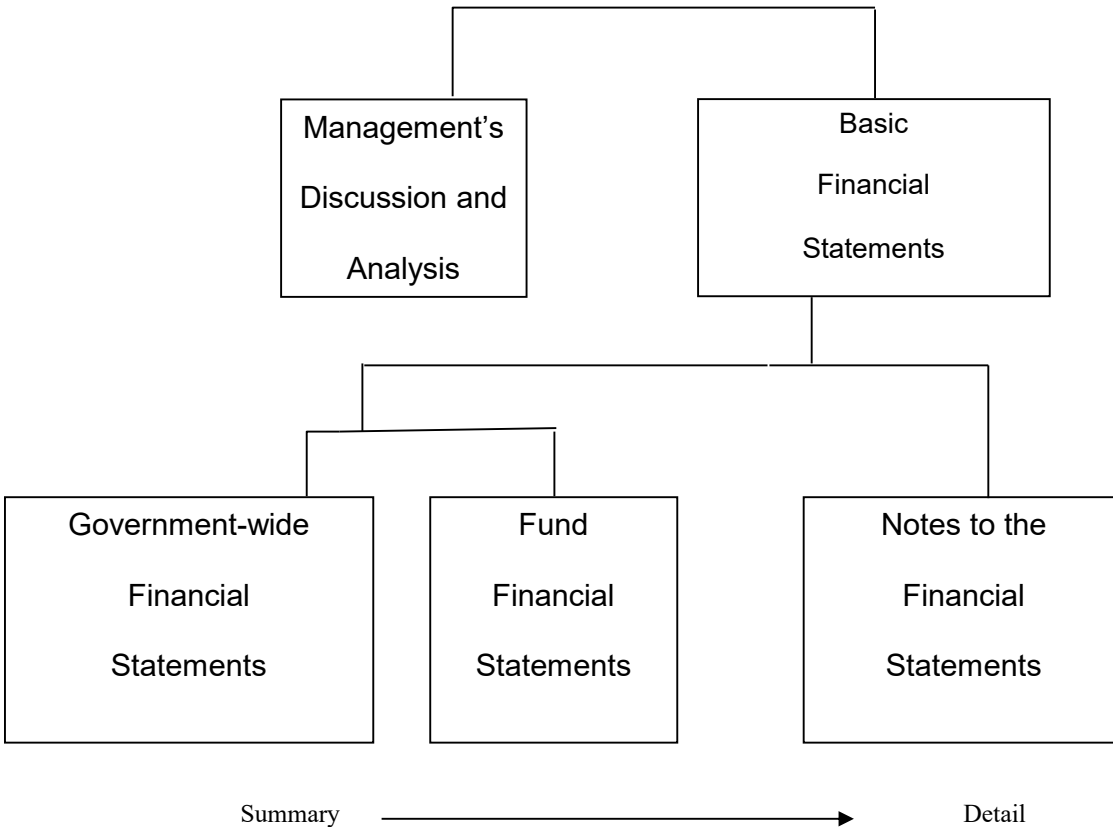 Management’s
Discussion and
Analysis
Basic
Financial
Statements
Government-wide
Financial
Statements
Fund
Financial
Statements
Notes to the
Financial
Statements
Summary
Detail